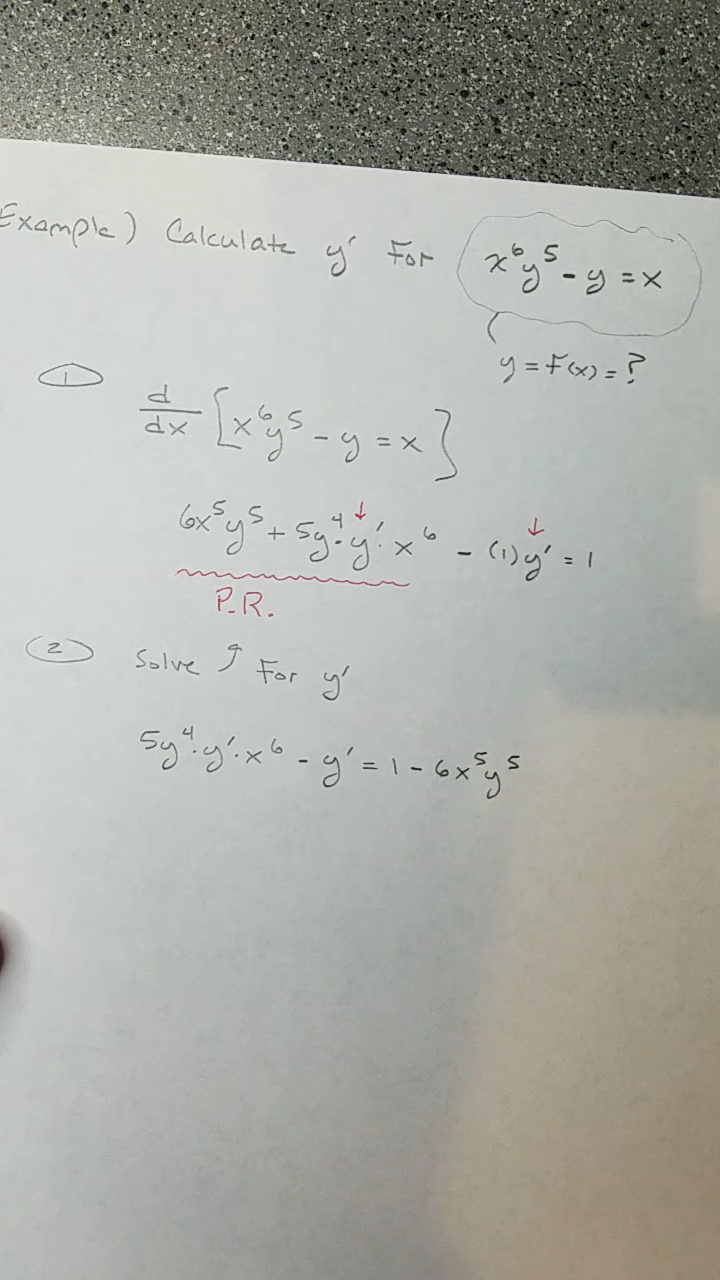 Example) Calculate y' For x⁶y⁵ - y = x
y = F(x) = ?
1
d/dx [x⁶y⁵ - y = x]
6x⁵y⁵ + 5y⁴·y'·x⁶ - (1)y' = 1
P.R.
2 Solve ↑ For y'
5y⁴·y'·x⁶ - y' = 1 - 6x⁵y⁵